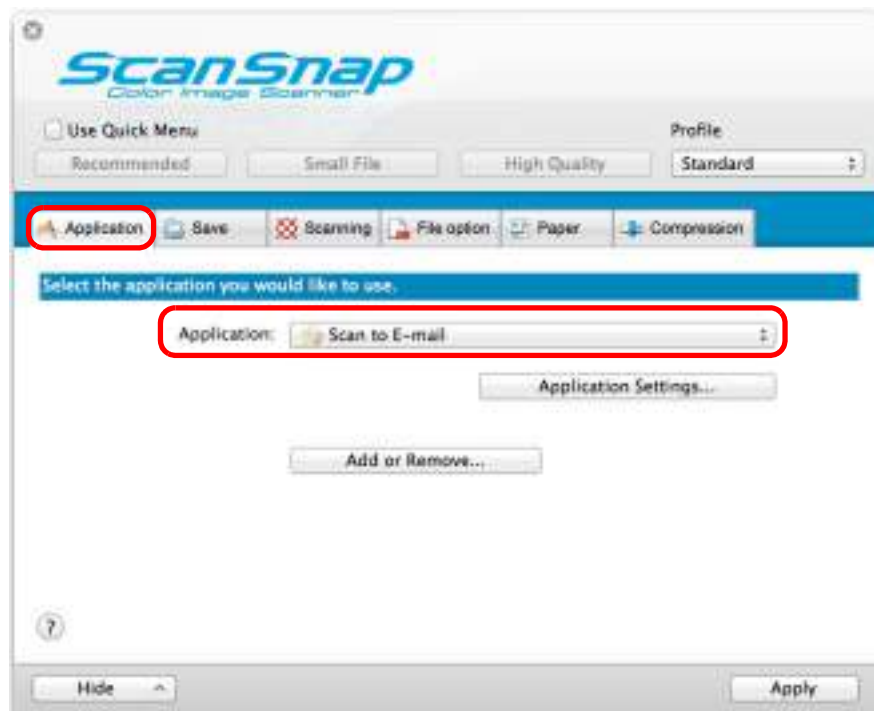 ScanSnap
Color Image Scanner
Use Quick Menu
Profile
Recommended Small File High Quality Standard
Application Save Scanning File option Paper Compression
Select the application you would like to use.
Application: Scan to E-mail
Application Settings...
Add or Remove...
?
Hide Apply